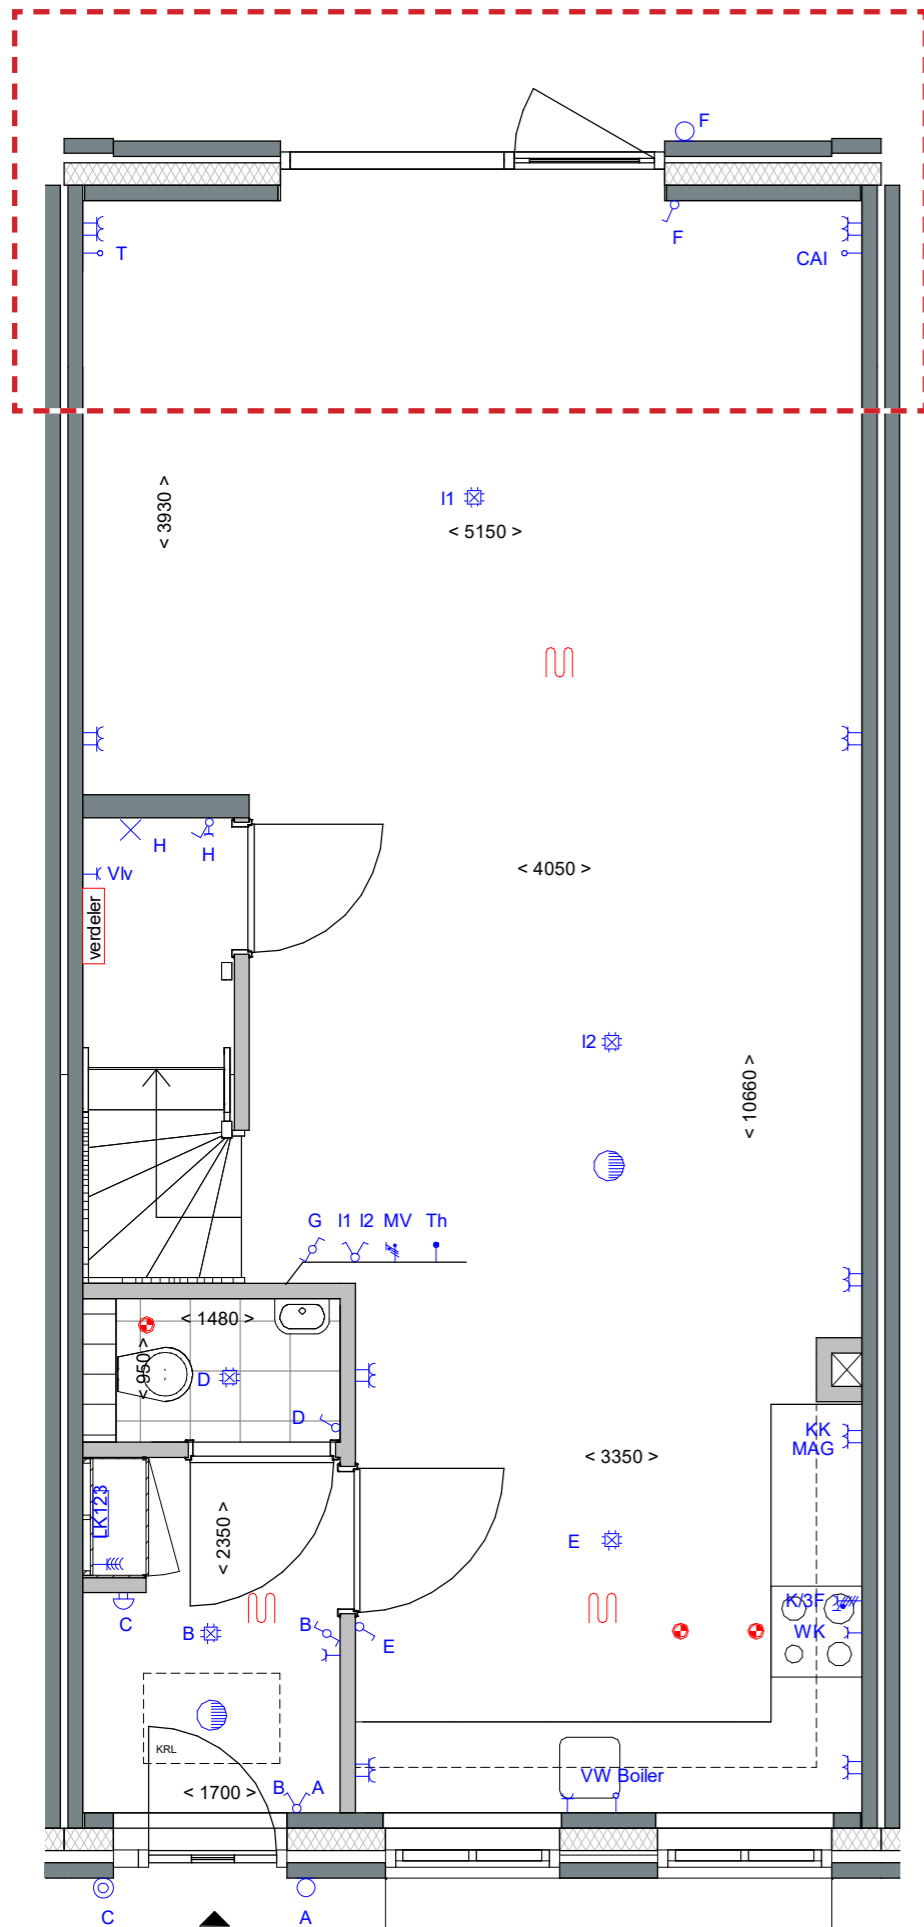 F
F
T
CAI
I1
< 3930 >
< 5150 >
H
H
Vlv
< 4050 >
verdeler
I2
< 10660 >
G I1 I2 MV Th
< 1480 >
< 950 >
D
D
KK
MAG
< 3350 >
LK123
< 2350 >
E
K/3F
C
B
B
E
WK
KRL
VW Boiler
< 1700 >
B A
C
A